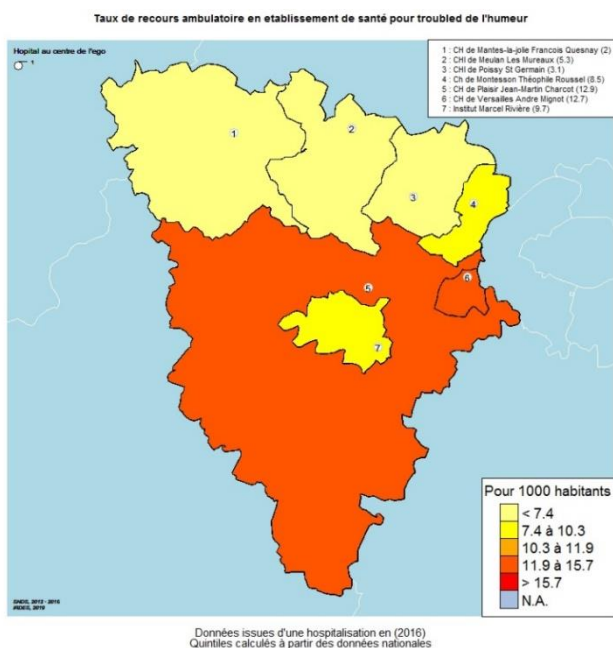 Taux de recours ambulatoire en etablissement de santé pour troubled de l'humeur
Hopital au centre de l'ego
1
1 : CH de Mantes-la-jolie Francois Quesnay (2)
2 : CHI de Meulan Les Mureaux (5.3)
3 : CHI de Poissy St Germain (3.1)
4 : CH de Montesson Théophile Roussel (8.5)
5 : CH de Plaisir Jean-Martin Charcot (12.9)
6 : CH de Versailles Andre Mignot (12.7)
7 : Institut Marcel Rivière (9.7)
1
2
3
4
5
6
7
Pour 1000 habitants
< 7.4
7.4 à 10.3
10.3 à 11.9
11.9 à 15.7
> 15.7
N.A.
SNDS, 2012 - 2016
IRDES, 2019
Données issues d'une hospitalisation en (2016)
Quintiles calculés à partir des données nationales